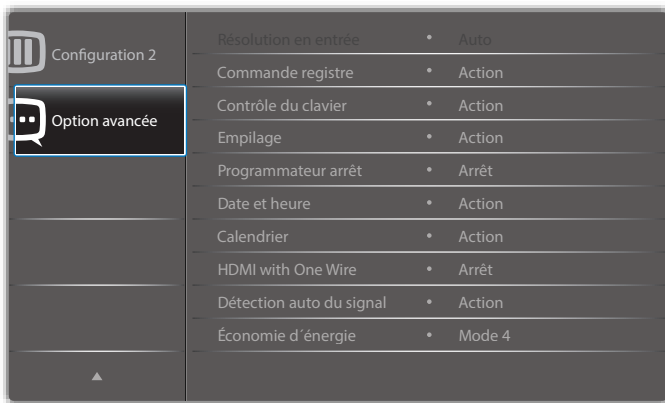 Configuration 2
Option avancée
Résolution en entrée • Auto
Commande registre • Action
Contrôle du clavier • Action
Empilage • Action
Programmateur arrêt • Arrêt
Date et heure • Action
Calendrier • Action
HDMI with One Wire • Arrêt
Détection auto du signal • Action
Économie d´énergie • Mode 4